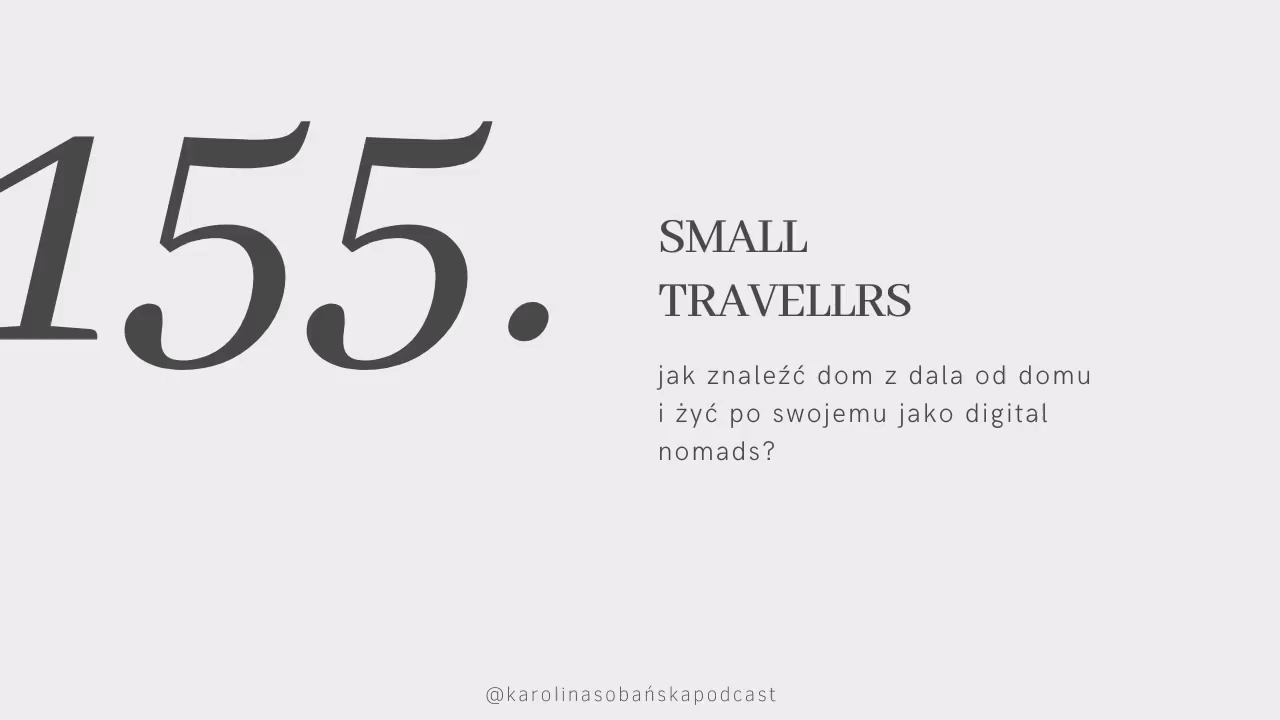 155.
SMALL
TRAVELLRS
jak znaleźć dom z dala od domu
i żyć po swojemu jako digital
nomads?
@karolinasobańskapodcast